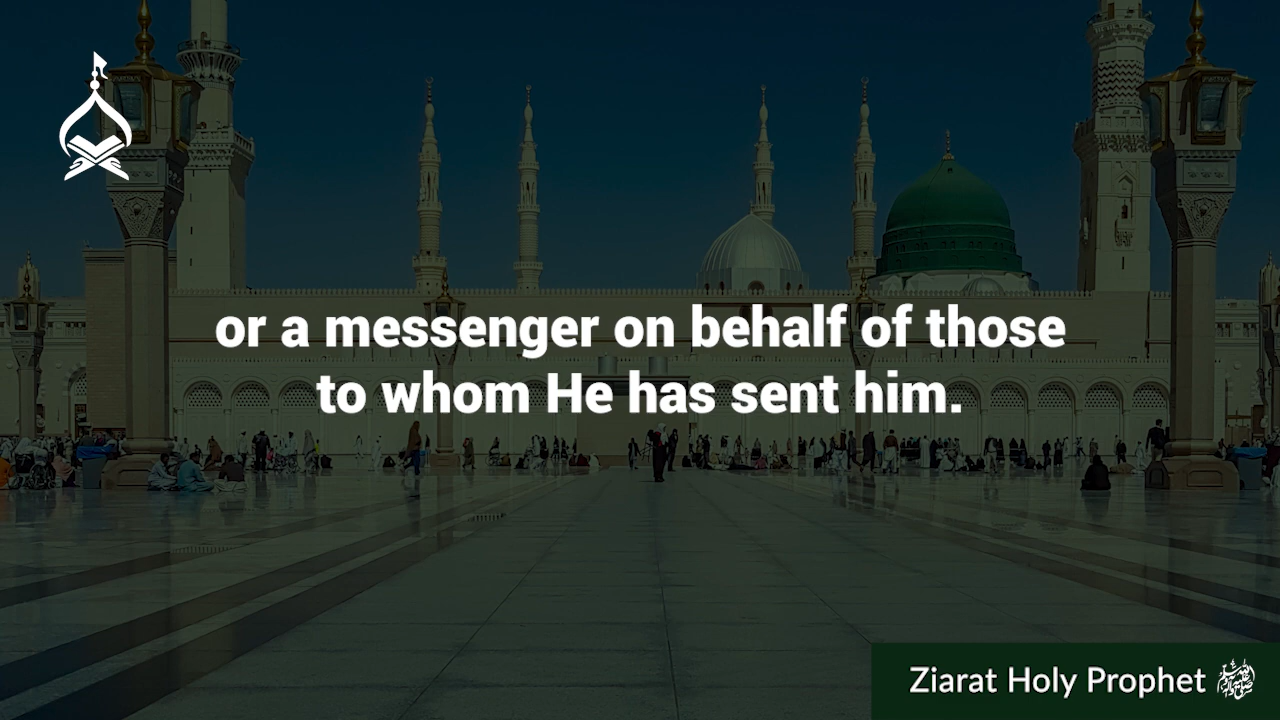 or a messenger on behalf of those
to whom He has sent him.
Ziarat Holy Prophet